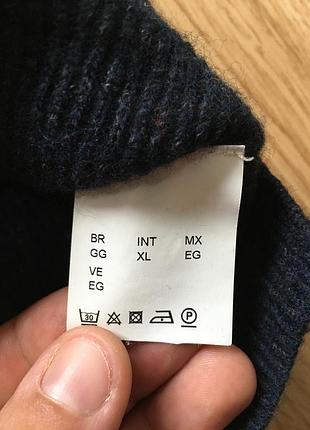 BR INT MX
GG XL EG
VE
EG
30 P